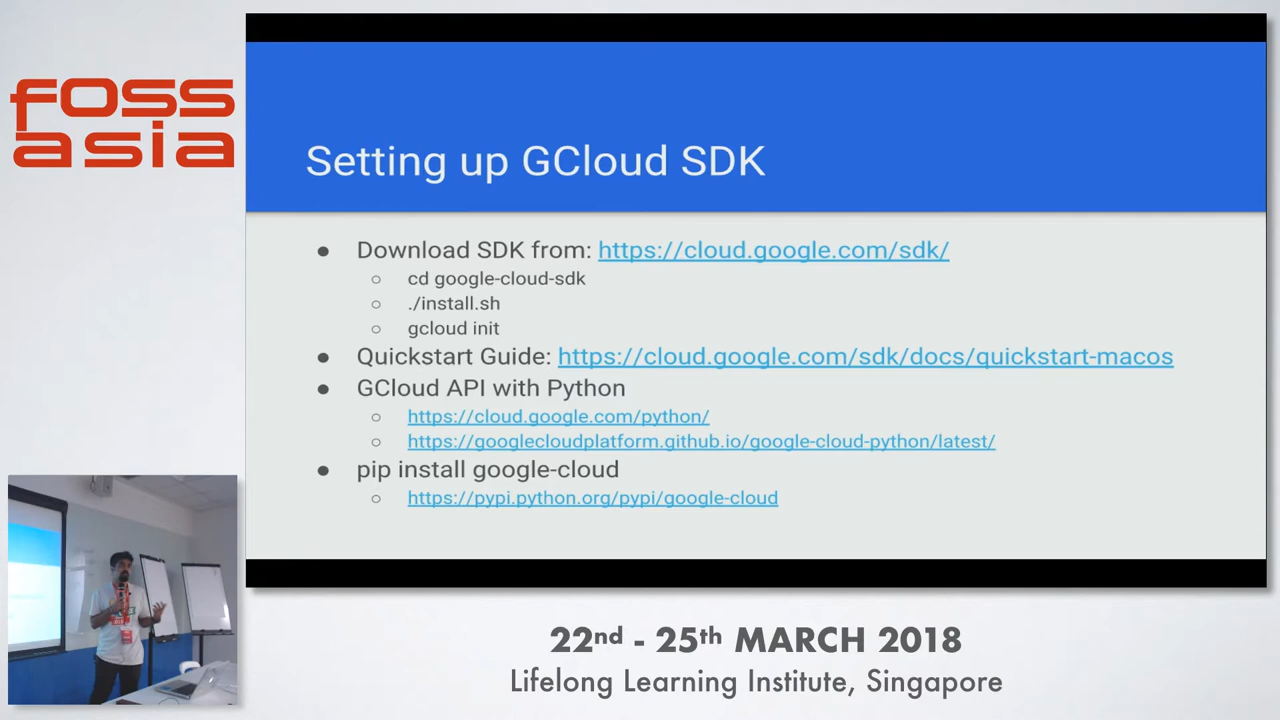 foss
asia
Setting up GCloud SDK
● Download SDK from: https://cloud.google.com/sdk/
○ cd google-cloud-sdk
○ ./install.sh
○ gcloud init
● Quickstart Guide: https://cloud.google.com/sdk/docs/quickstart-macos
● GCloud API with Python
○ https://cloud.google.com/python/
○ https://googlecloudplatform.github.io/google-cloud-python/latest/
● pip install google-cloud
○ https://pypi.python.org/pypi/google-cloud
22nd - 25th MARCH 2018
Lifelong Learning Institute, Singapore